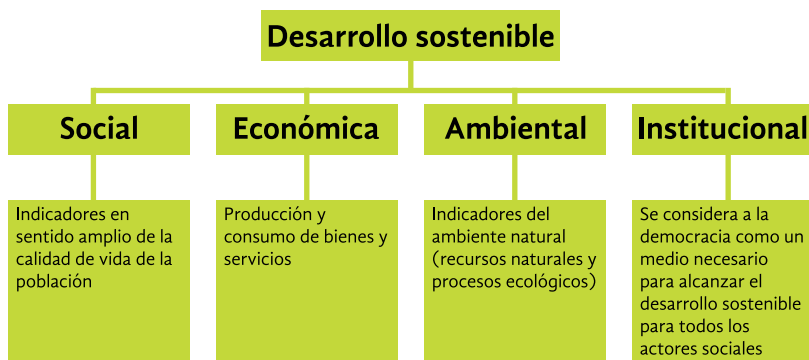 Desarrollo sostenible
Social
Económica
Ambiental
Institucional
Indicadores en
sentido amplio de la
calidad de vida de la
población
Producción y
consumo de bienes y
servicios
Indicadores del
ambiente natural
(recursos naturales y
procesos ecológicos)
Se considera a la
democracia como un
medio necesario
para alcanzar el
desarrollo sostenible
para todos los
actores sociales